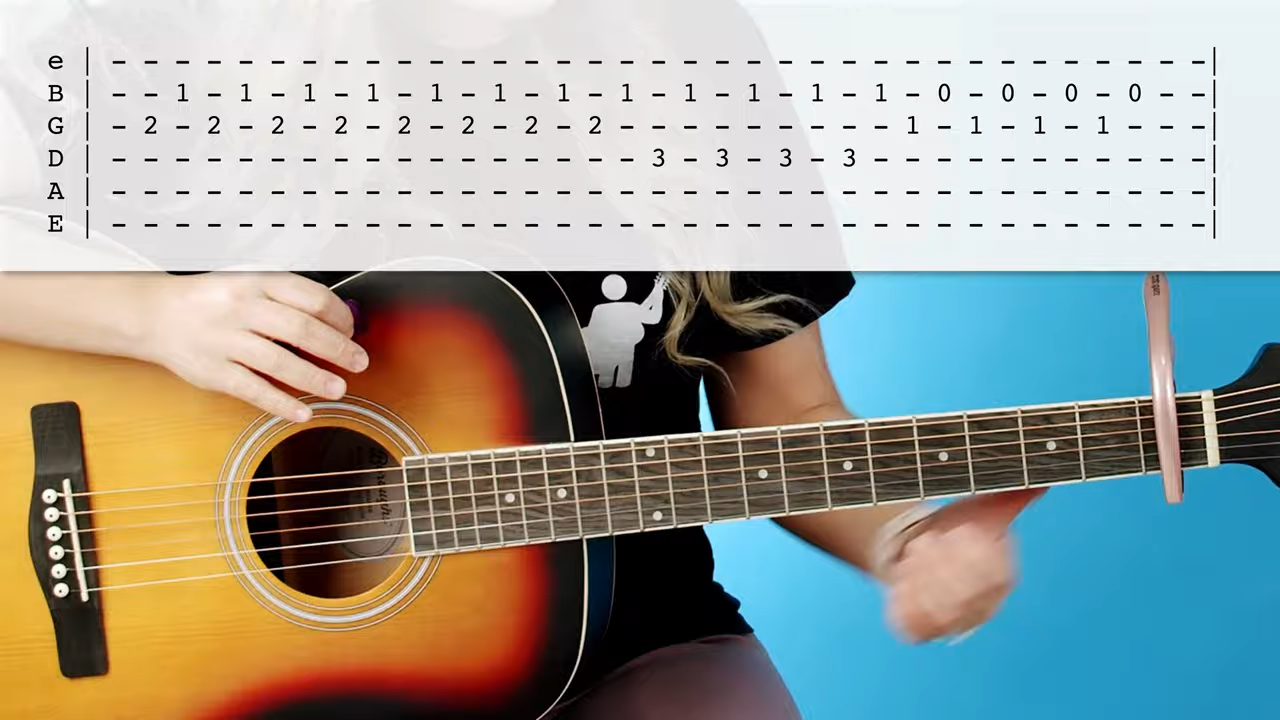 e | - - - - - - - - - - - - - - - - - - - - - - - - - - - - - - - - - - - |
B | - - 1 - 1 - 1 - 1 - 1 - 1 - 1 - 1 - 1 - 1 - 1 - 1 - 0 - 0 - 0 - 0 - - |
G | - 2 - 2 - 2 - 2 - 2 - 2 - 2 - 2 - - - - - - - - - 1 - 1 - 1 - 1 - - - |
D | - - - - - - - - - - - - - - - - - 3 - 3 - 3 - 3 - - - - - - - - - - - |
A | - - - - - - - - - - - - - - - - - - - - - - - - - - - - - - - - - - - |
E | - - - - - - - - - - - - - - - - - - - - - - - - - - - - - - - - - - - |